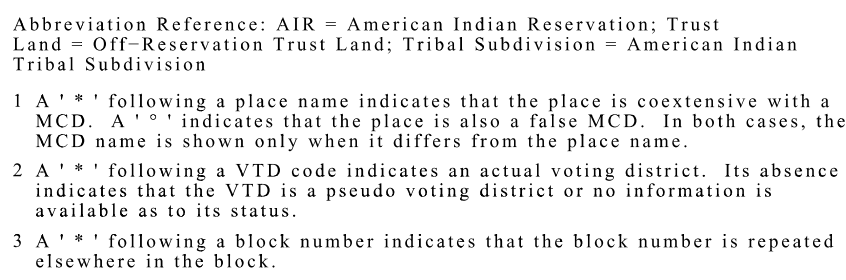 Abbreviation Reference: AIR = American Indian Reservation; Trust
Land = Off−Reservation Trust Land; Tribal Subdivision = American Indian
Tribal Subdivision
1 A ' * ' following a place name indicates that the place is coextensive with a
MCD. A ' ° ' indicates that the place is also a false MCD. In both cases, the
MCD name is shown only when it differs from the place name.
2 A ' * ' following a VTD code indicates an actual voting district. Its absence
indicates that the VTD is a pseudo voting district or no information is
available as to its status.
3 A ' * ' following a block number indicates that the block number is repeated
elsewhere in the block.